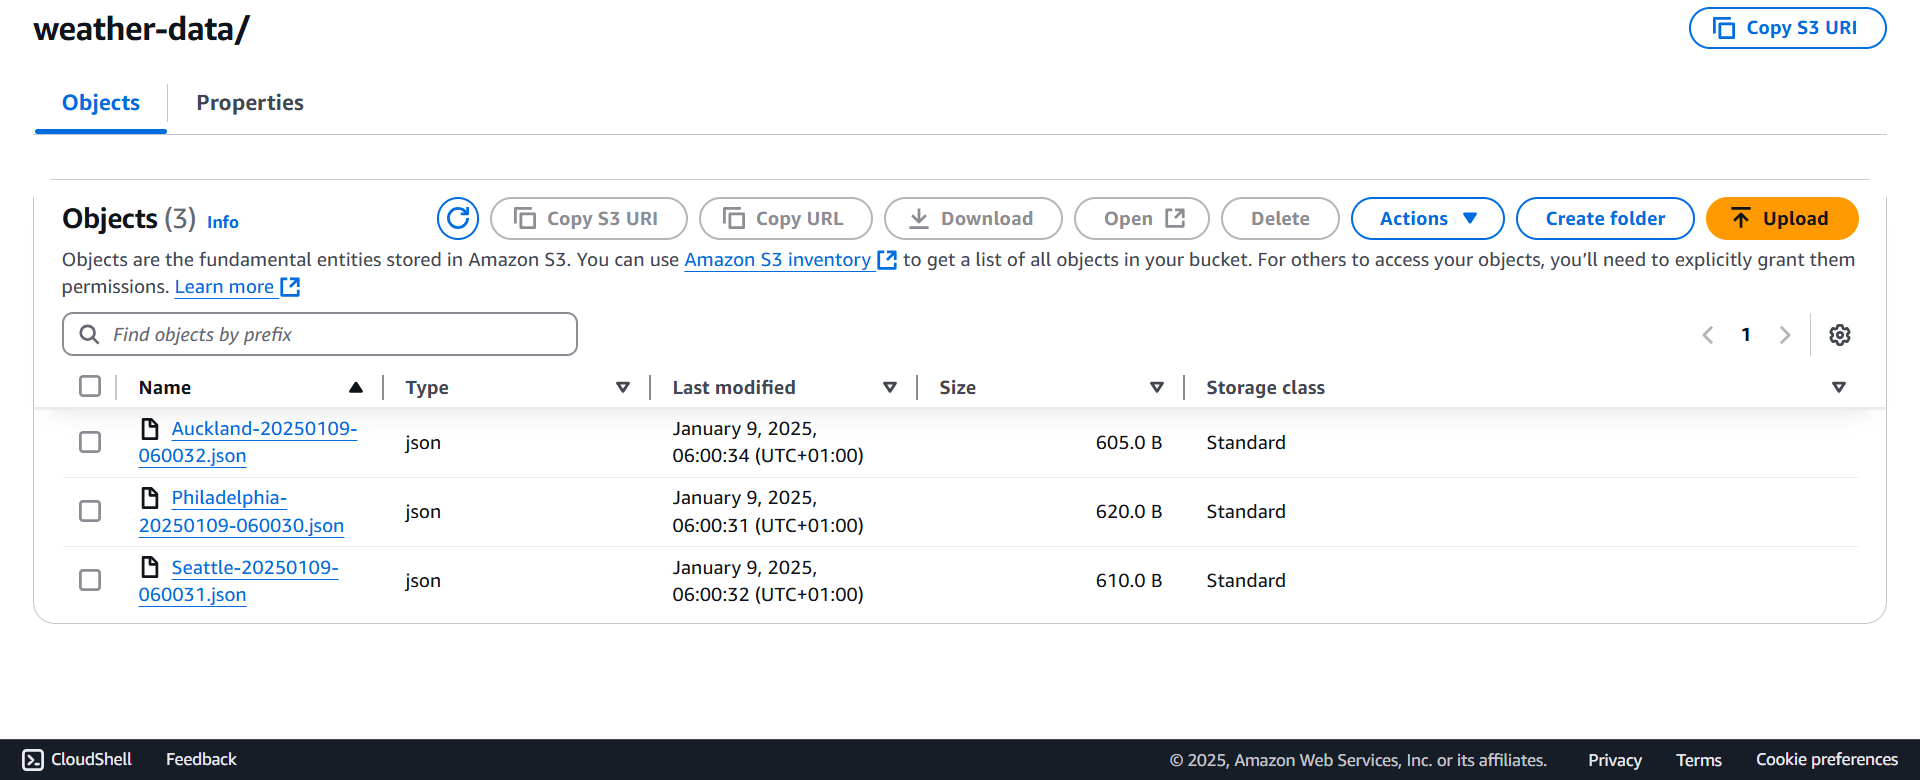 weather-data/
Copy S3 URI
Objects
Properties
Objects (3) Info
Copy S3 URI
Copy URL
Download
Open
Delete
Actions
Create folder
Upload
Objects are the fundamental entities stored in Amazon S3. You can use Amazon S3 inventory to get a list of all objects in your bucket. For others to access your objects, you’ll need to explicitly grant them
permissions. Learn more
Find objects by prefix
1
Name Type Last modified Size Storage class
Auckland-20250109-
060032.json
json
January 9, 2025,
06:00:34 (UTC+01:00)
605.0 B
Standard
Philadelphia-
20250109-060030.json
json
January 9, 2025,
06:00:31 (UTC+01:00)
620.0 B
Standard
Seattle-20250109-
060031.json
json
January 9, 2025,
06:00:32 (UTC+01:00)
610.0 B
Standard
CloudShell Feedback © 2025, Amazon Web Services, Inc. or its affiliates. Privacy Terms Cookie preferences